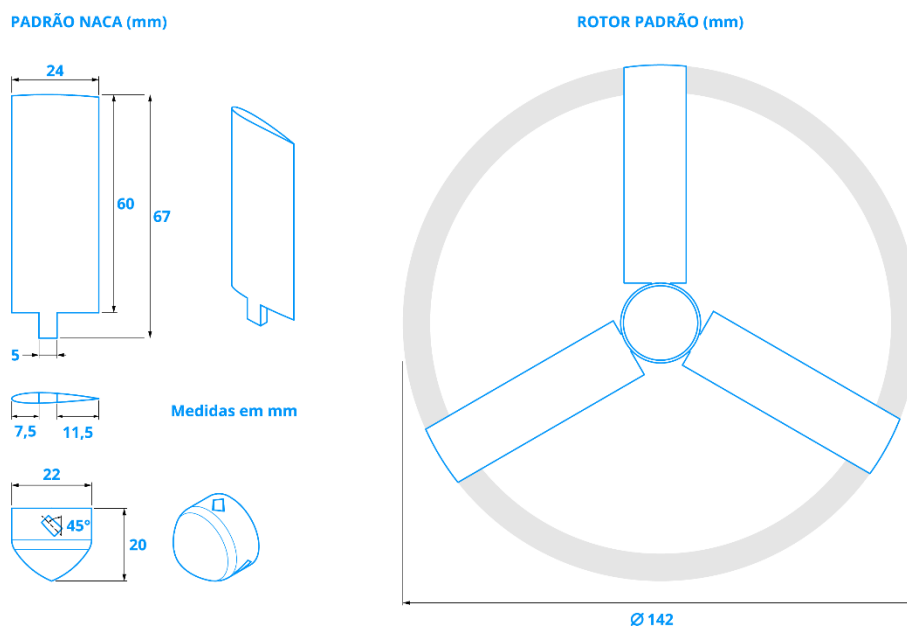 PADRÃO NACA (mm)
ROTOR PADRÃO (mm)
24
60
67
5
7,5
11,5
Medidas em mm
22
45°
20
Ø 142